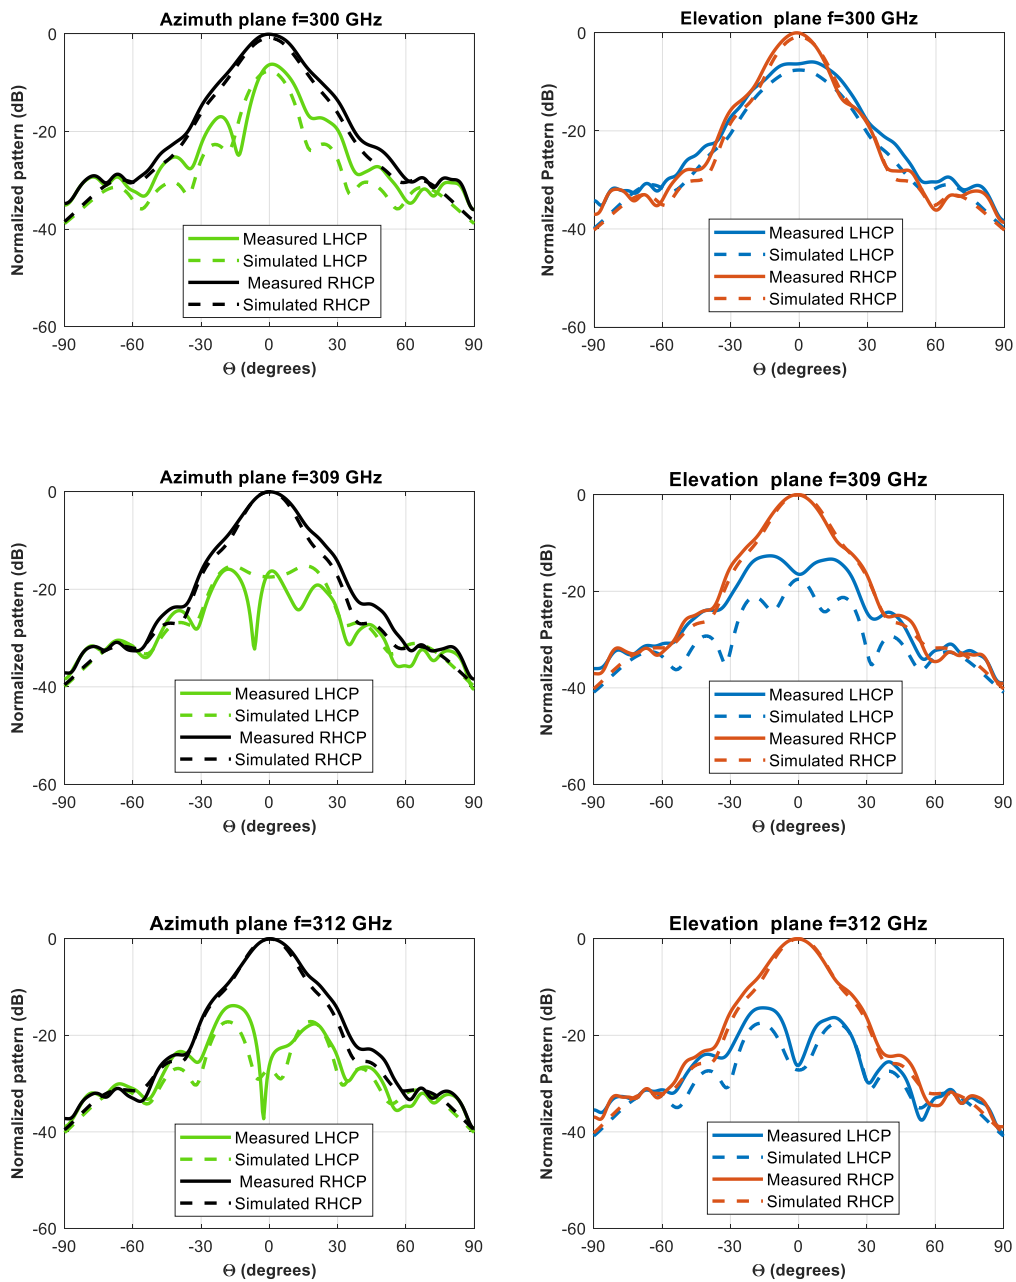 Azimuth plane f=300 GHz
0
-20
-40
-60
Normalized pattern (dB)
Measured LHCP
Simulated LHCP
Measured RHCP
Simulated RHCP
-90 -60 -30 0 30 60 90
Θ (degrees)
Elevation plane f=300 GHz
0
-20
-40
-60
Normalized Pattern (dB)
Measured LHCP
Simulated LHCP
Measured RHCP
Simulated RHCP
-90 -60 -30 0 30 60 90
Θ (degrees)
Azimuth plane f=309 GHz
0
-20
-40
-60
Normalized pattern (dB)
Measured LHCP
Simulated LHCP
Measured RHCP
Simulated RHCP
-90 -60 -30 0 30 60 90
Θ (degrees)
Elevation plane f=309 GHz
0
-20
-40
-60
Normalized Pattern (dB)
Measured LHCP
Simulated LHCP
Measured RHCP
Simulated RHCP
-90 -60 -30 0 30 60 90
Θ (degrees)
Azimuth plane f=312 GHz
0
-20
-40
-60
Normalized pattern (dB)
Measured LHCP
Simulated LHCP
Measured RHCP
Simulated RHCP
-90 -60 -30 0 30 60 90
Θ (degrees)
Elevation plane f=312 GHz
0
-20
-40
-60
Normalized Pattern (dB)
Measured LHCP
Simulated LHCP
Measured RHCP
Simulated RHCP
-90 -60 -30 0 30 60 90
Θ (degrees)